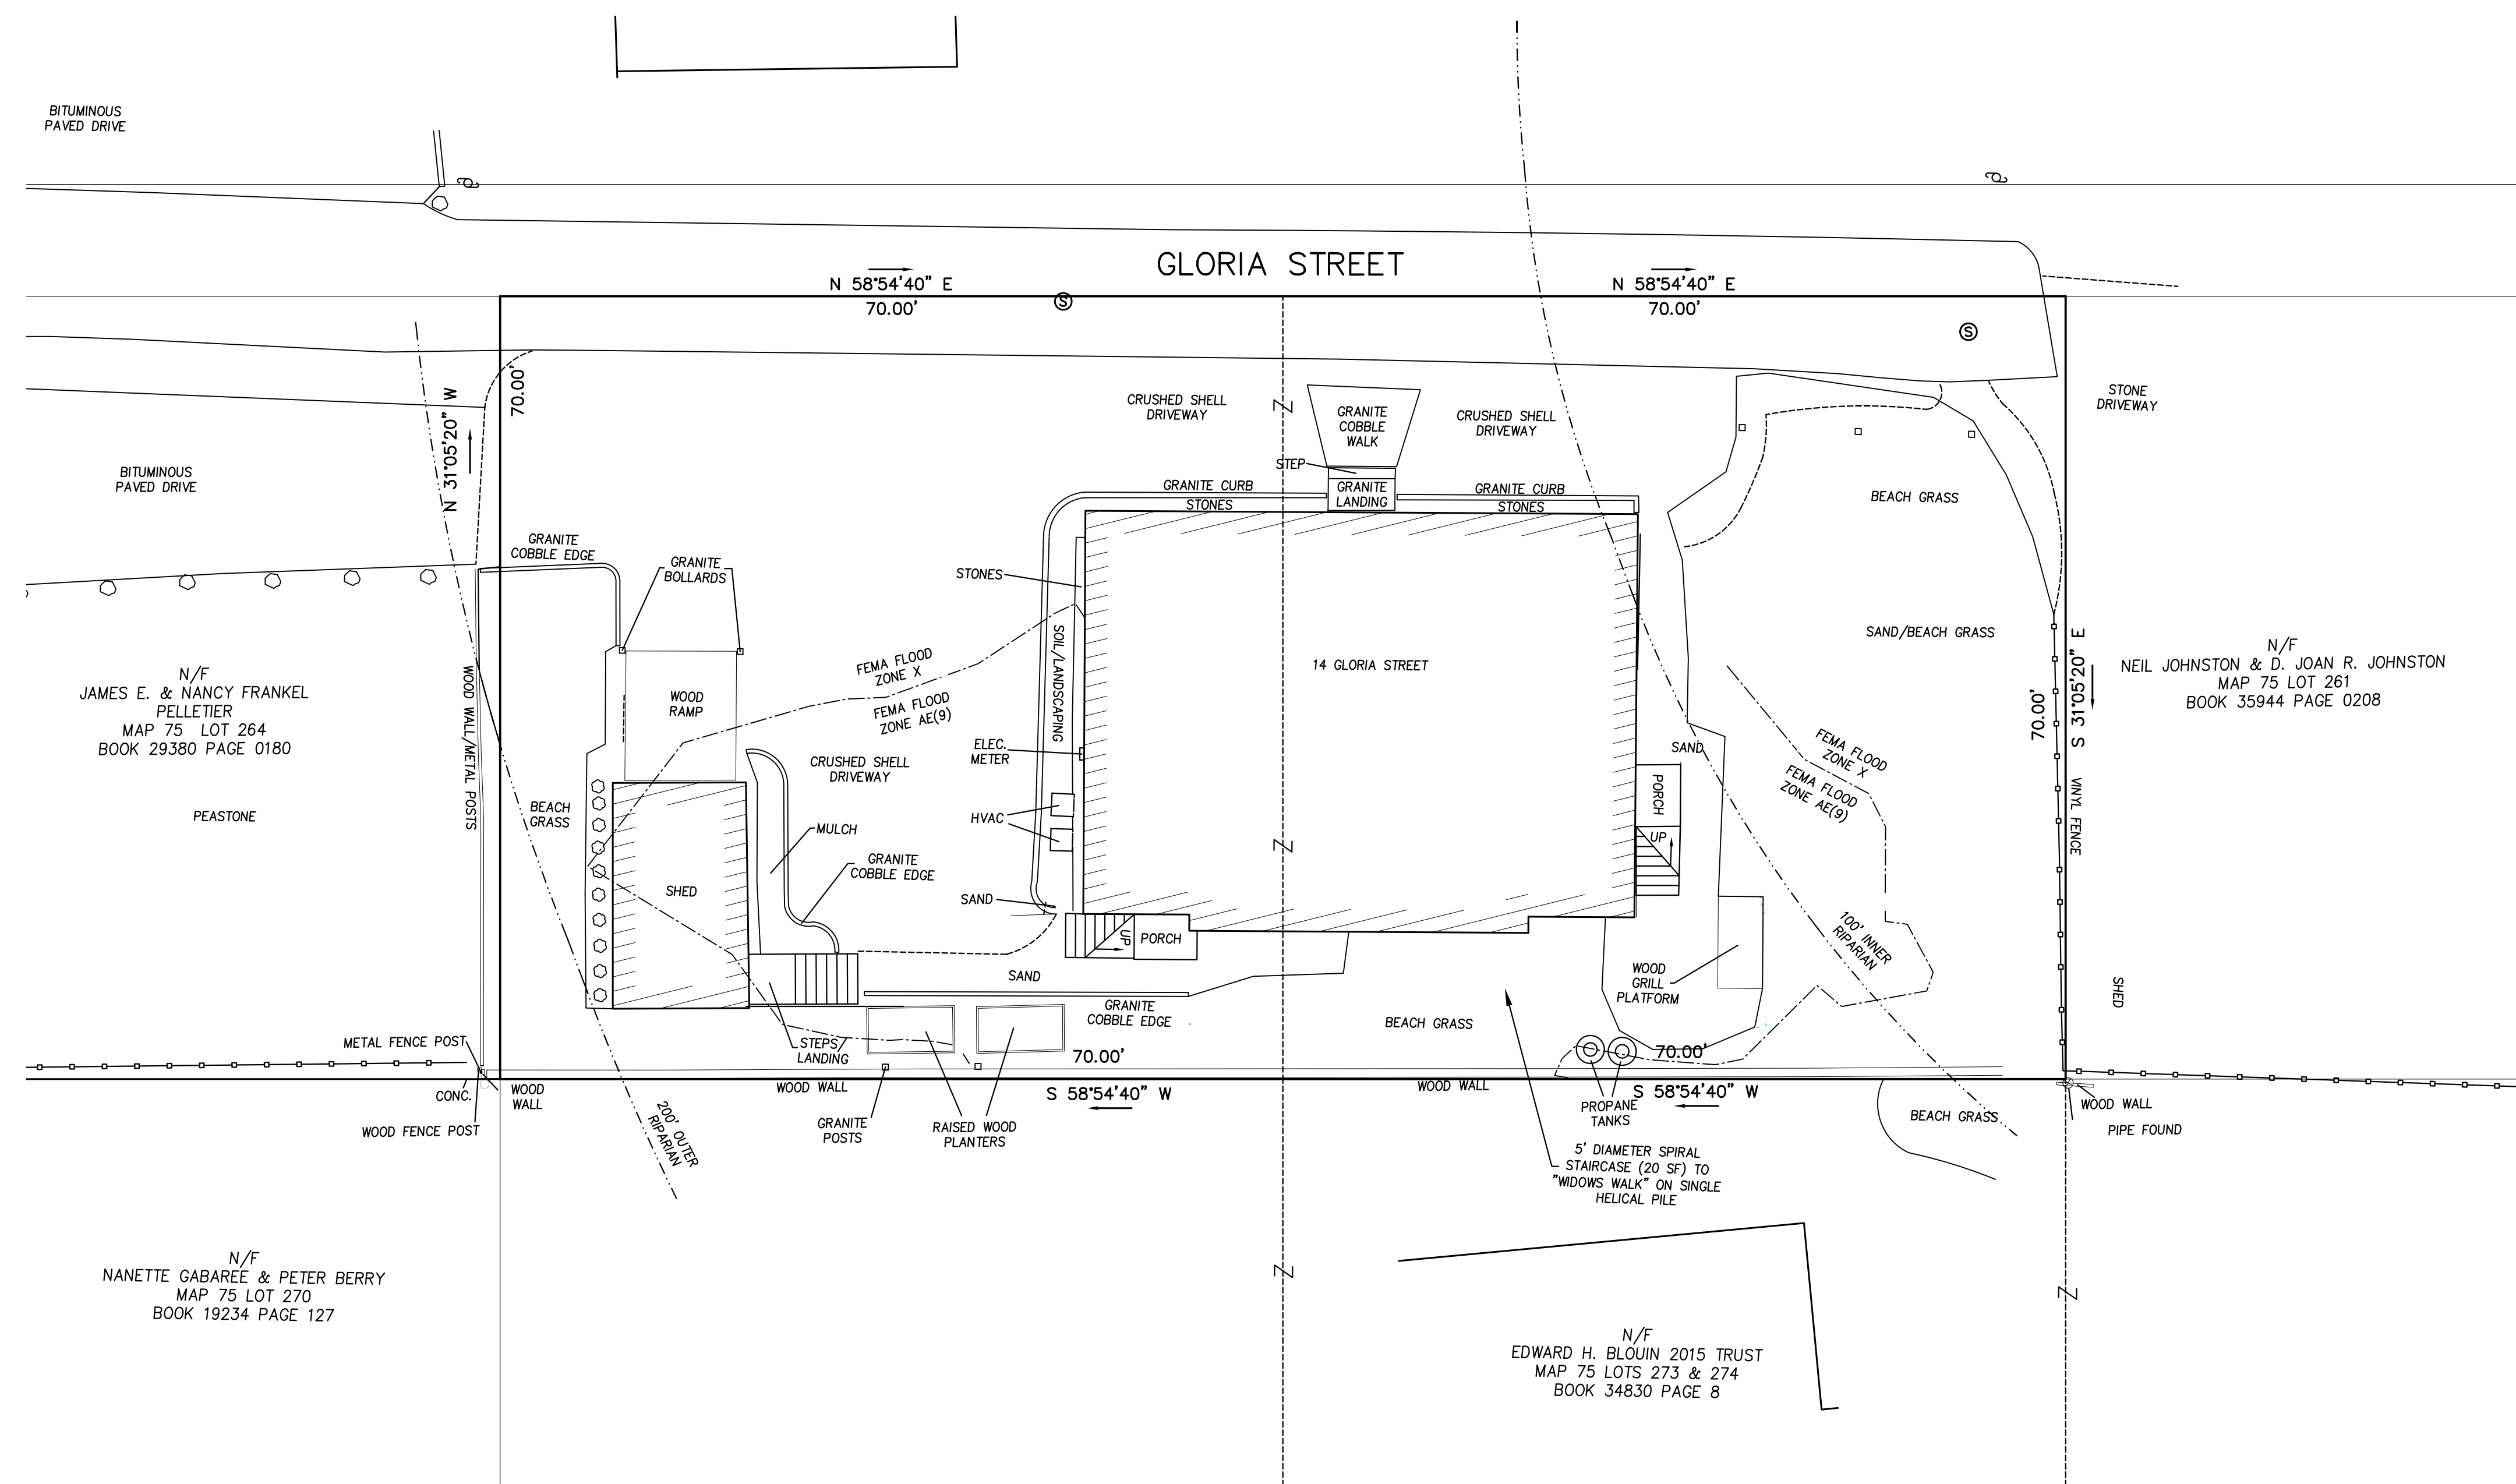 BITUMINOUS
PAVED DRIVE
GLORIA STREET
N 58°54'40" E
70.00'
N 58°54'40" E
70.00'
S
S
N 31°05'20" W
70.00'
BITUMINOUS
PAVED DRIVE
CRUSHED SHELL
DRIVEWAY
GRANITE
COBBLE
WALK
CRUSHED SHELL
DRIVEWAY
STONE
DRIVEWAY
STEP
GRANITE CURB
STONES
GRANITE
LANDING
GRANITE CURB
STONES
BEACH GRASS
GRANITE
COBBLE EDGE
GRANITE
BOLLARDS
STONES
SOIL/LANDSCAPING
FEMA FLOOD
ZONE X
FEMA FLOOD
ZONE AE(9)
14 GLORIA STREET
SAND/BEACH GRASS
S 31°05'20" E
70.00'
N/F
JAMES E. & NANCY FRANKEL
PELLETIER
MAP 75 LOT 264
BOOK 29380 PAGE 0180
WOOD WALL/METAL POSTS
WOOD
RAMP
N/F
NEIL JOHNSTON & D. JOAN R. JOHNSTON
MAP 75 LOT 261
BOOK 35944 PAGE 0208
PEASTONE
BEACH
GRASS
CRUSHED SHELL
DRIVEWAY
ELEC.
METER
HVAC
SAND
PORCH
UP
FEMA FLOOD
ZONE X
FEMA FLOOD
ZONE AE(9)
VINYL FENCE
MULCH
GRANITE
COBBLE EDGE
SHED
SAND
UP
PORCH
SAND
WOOD
GRILL
PLATFORM
100' INNER
RIPARIAN
SHED
GRANITE
COBBLE EDGE
BEACH GRASS
STEPS/
LANDING
METAL FENCE POST
70.00'
70.00'
CONC.
WOOD
WALL
WOOD WALL
WOOD WALL
S 58°54'40" W
S 58°54'40" W
WOOD FENCE POST
200' OUTER
RIPARIAN
GRANITE
POSTS
RAISED WOOD
PLANTERS
PROPANE
TANKS
BEACH GRASS
WOOD WALL
PIPE FOUND
5' DIAMETER SPIRAL
STAIRCASE (20 SF) TO
"WIDOWS WALK" ON SINGLE
HELICAL PILE
N/F
NANETTE GABAREE & PETER BERRY
MAP 75 LOT 270
BOOK 19234 PAGE 127
N/F
EDWARD H. BLOUIN 2015 TRUST
MAP 75 LOTS 273 & 274
BOOK 34830 PAGE 8